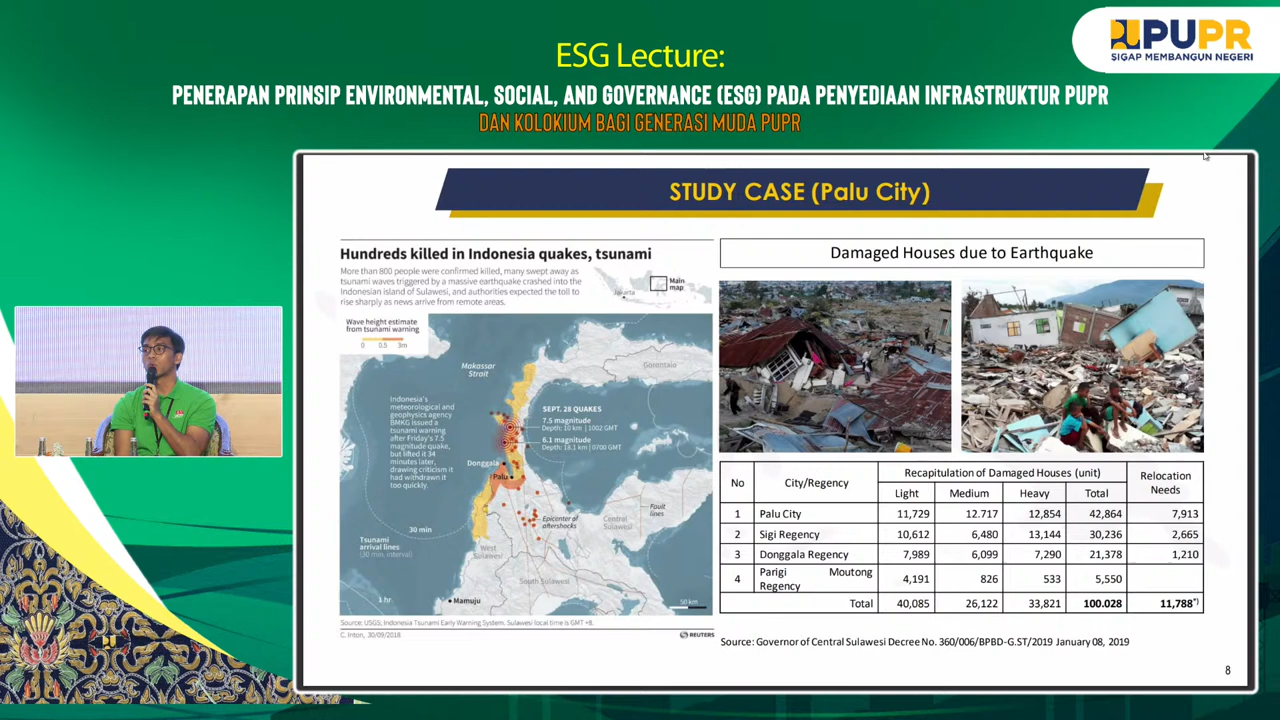 ESG Lecture:
PENERAPAN PRINSIP ENVIRONMENTAL, SOCIAL, AND GOVERNANCE (ESG) PADA PENYEDIAAN INFRASTRUKTUR PUPR
DAN KOLOKIUM BAGI GENERASI MUDA PUPR
PUPR
SIGAP MEMBANGUN NEGERI
STUDY CASE (Palu City)
Hundreds killed in Indonesia quakes, tsunami
More than 800 people were confirmed killed, many swept away as
tsunami waves triggered by a massive earthquake crashed into the
Indonesian island of Sulawesi, and authorities expected the toll to
rise sharply as news arrive from remote areas.
Jakarta
Main
map
Wave height estimate
from tsunami warning
0 0.5 3m
Makassar
Strait
Gorontalo
Indonesia's
meteorological and
geophysics agency
BMKG issued a
tsunami warning
after Friday's 7.5
magnitude quake,
but lifted it 34
minutes later,
drawing criticism it
had withdrawn it
too quickly.
SEPT. 28 QUAKES
7.5 magnitude
Depth: 10 km | 1002 GMT
6.1 magnitude
Depth: 18.1 km | 0700 GMT
Donggala
Palu
30 min
Tsunami
arrival lines
(30 min. interval)
Epicenter of
aftershocks
Central
Sulawesi
Fault
lines
West
Sulawesi
South Sulawesi
1 hr.
Mamuju
50 km
Source: USGS; Indonesia Tsunami Early Warning System. Sulawesi local time is GMT +8.
C. Inton, 30/09/2018
REUTERS
Damaged Houses due to Earthquake
No City/Regency Recapitulation of Damaged Houses (unit) Relocation Needs
Light Medium Heavy Total
1 Palu City 11,729 12.717 12,854 42,864 7,913
2 Sigi Regency 10,612 6,480 13,144 30,236 2,665
3 Donggala Regency 7,989 6,099 7,290 21,378 1,210
4 Parigi Moutong Regency 4,191 826 533 5,550
Total 40,085 26,122 33,821 100.028 11,788*)
Source: Governor of Central Sulawesi Decree No. 360/006/BPBD-G.ST/2019 January 08, 2019
8